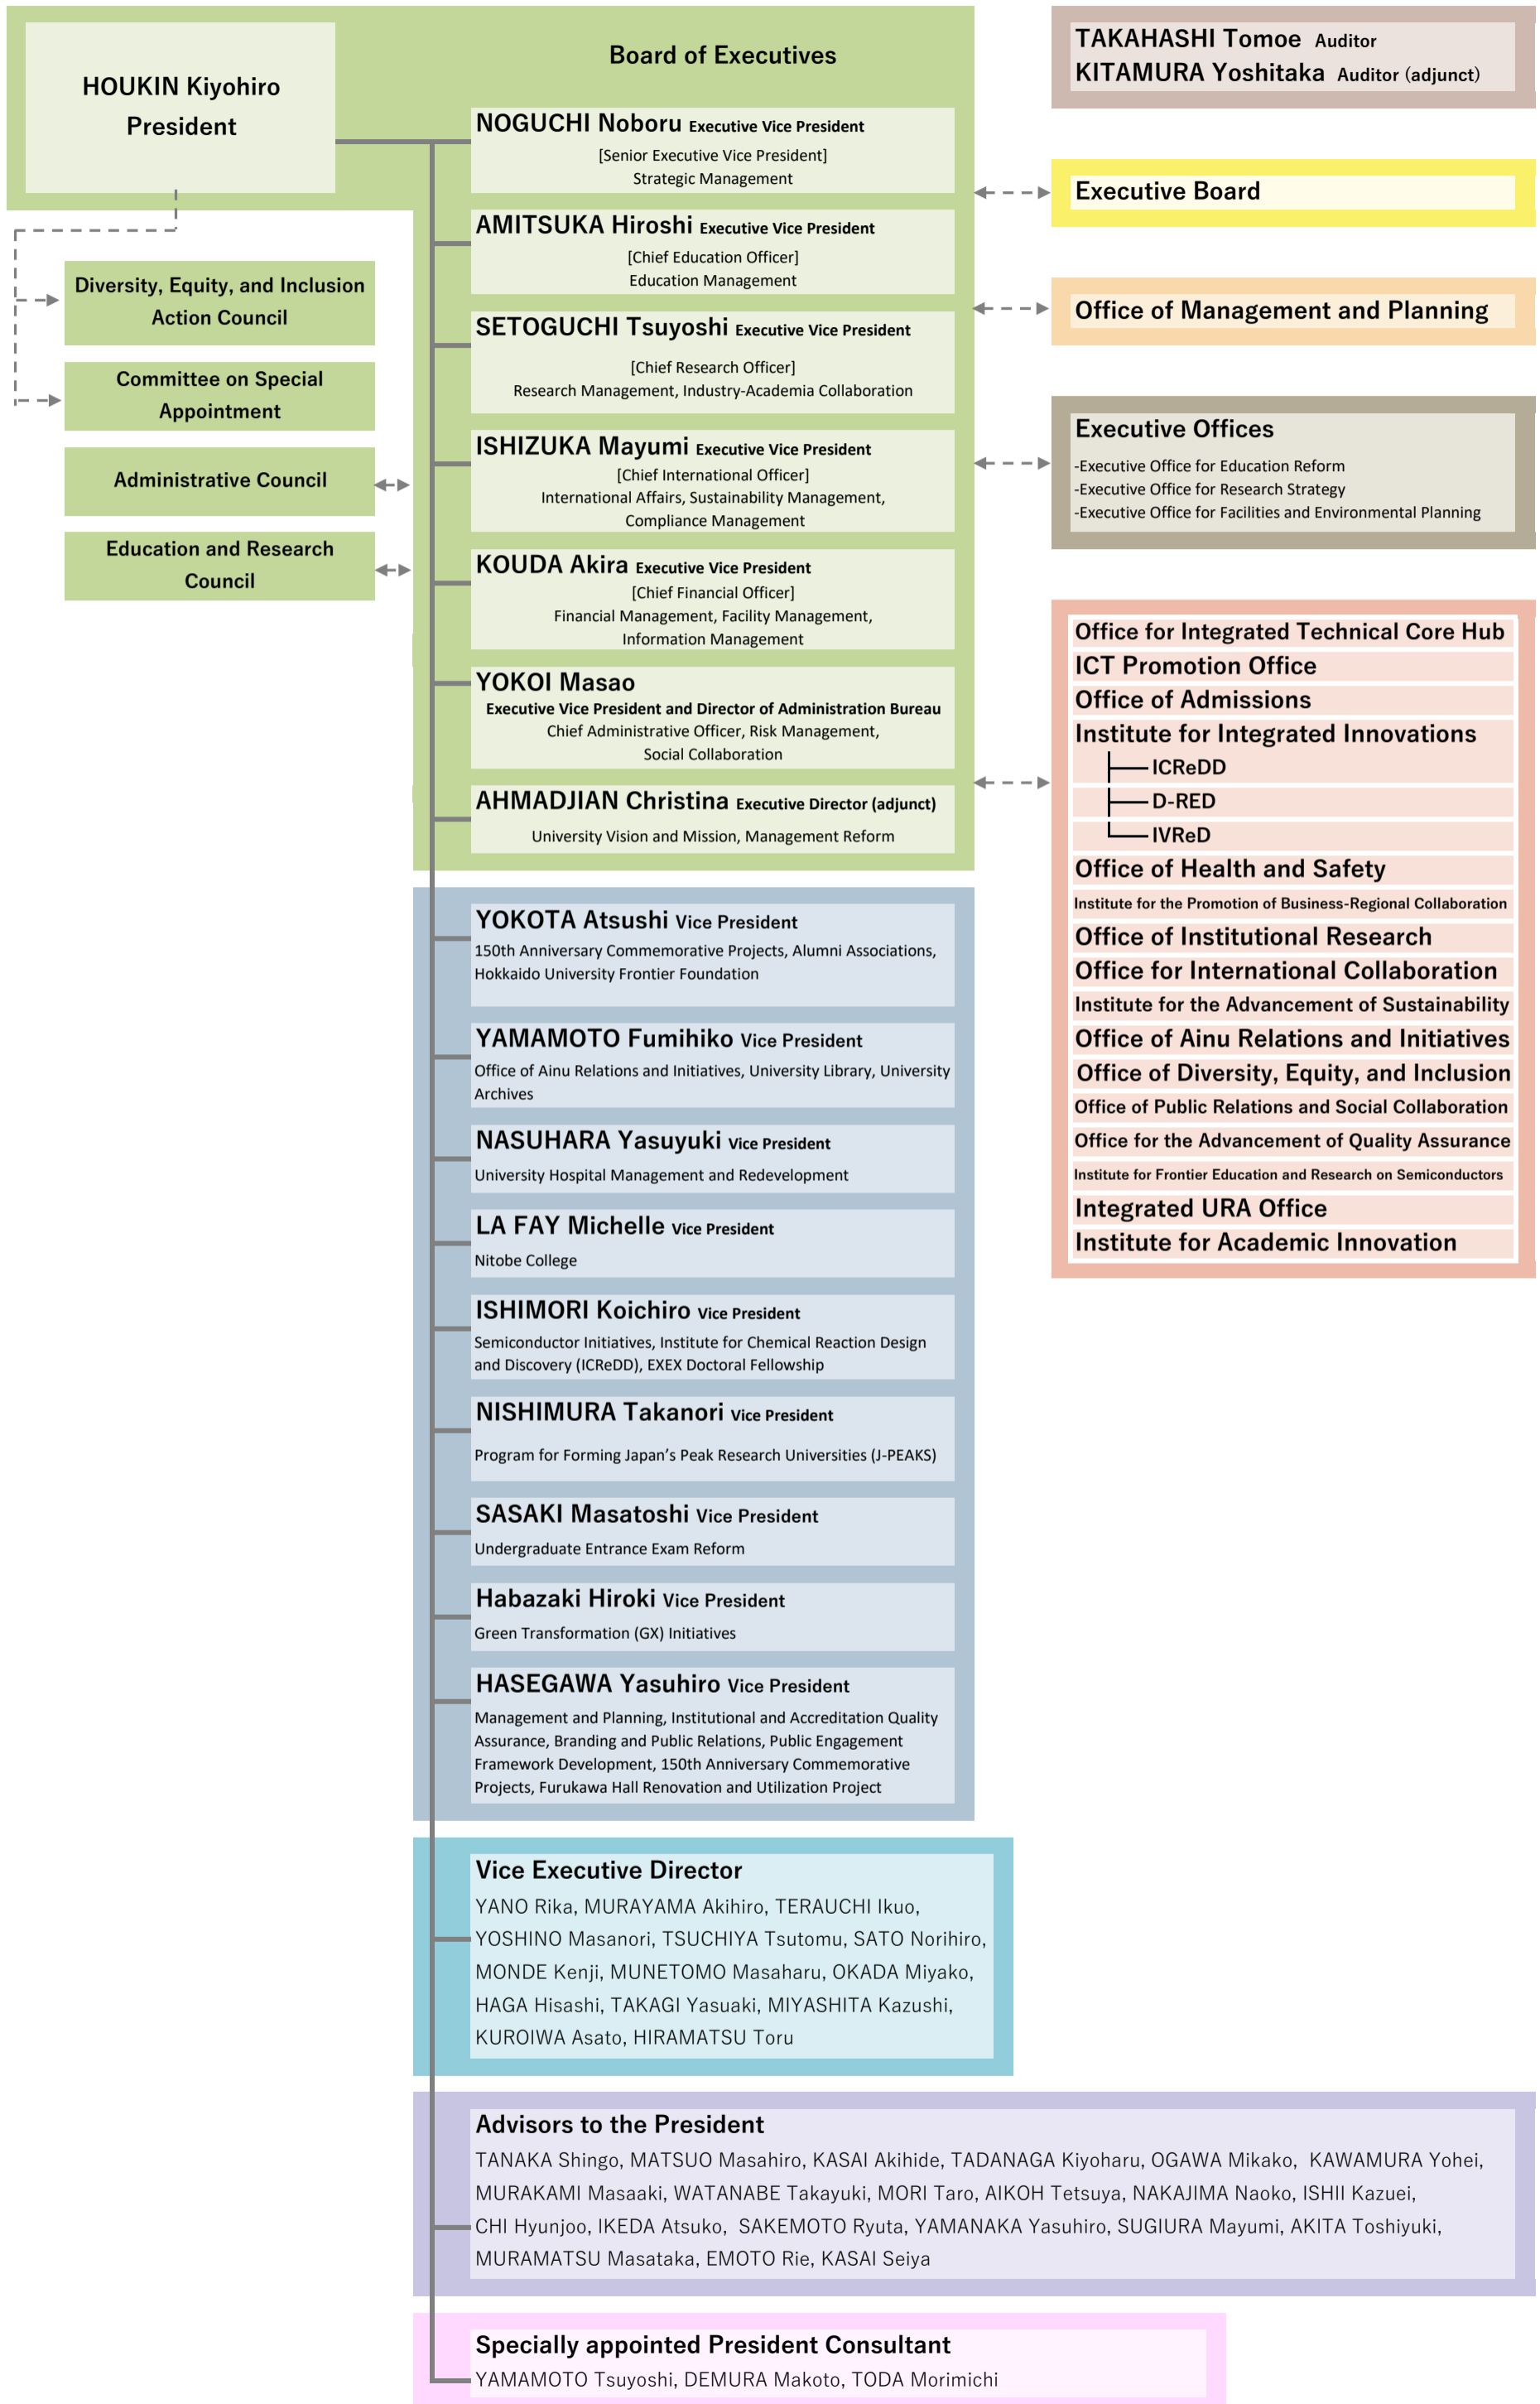 HOUKIN Kiyohiro
President
Board of Executives
NOGUCHI Noboru Executive Vice President
[Senior Executive Vice President]
Strategic Management
AMITSUKA Hiroshi Executive Vice President
[Chief Education Officer]
Education Management
SETOGUCHI Tsuyoshi Executive Vice President
[Chief Research Officer]
Research Management, Industry-Academia Collaboration
ISHIZUKA Mayumi Executive Vice President
[Chief International Officer]
International Affairs, Sustainability Management,
Compliance Management
KOUDA Akira Executive Vice President
[Chief Financial Officer]
Financial Management, Facility Management,
Information Management
YOKOI Masao
Executive Vice President and Director of Administration Bureau
Chief Administrative Officer, Risk Management,
Social Collaboration
AHMADJIAN Christina Executive Director (adjunct)
University Vision and Mission, Management Reform
Diversity, Equity, and Inclusion
Action Council
Committee on Special
Appointment
Administrative Council
Education and Research
Council
TAKAHASHI Tomoe Auditor
KITAMURA Yoshitaka Auditor (adjunct)
Executive Board
Office of Management and Planning
Executive Offices
-Executive Office for Education Reform
-Executive Office for Research Strategy
-Executive Office for Facilities and Environmental Planning
Office for Integrated Technical Core Hub
ICT Promotion Office
Office of Admissions
Institute for Integrated Innovations
ICReDD
D-RED
IVReD
Office of Health and Safety
Institute for the Promotion of Business-Regional Collaboration
Office of Institutional Research
Office for International Collaboration
Institute for the Advancement of Sustainability
Office of Ainu Relations and Initiatives
Office of Diversity, Equity, and Inclusion
Office of Public Relations and Social Collaboration
Office for the Advancement of Quality Assurance
Institute for Frontier Education and Research on Semiconductors
Integrated URA Office
Institute for Academic Innovation
YOKOTA Atsushi Vice President
150th Anniversary Commemorative Projects, Alumni Associations,
Hokkaido University Frontier Foundation
YAMAMOTO Fumihiko Vice President
Office of Ainu Relations and Initiatives, University Library, University
Archives
NASUHARA Yasuyuki Vice President
University Hospital Management and Redevelopment
LA FAY Michelle Vice President
Nitobe College
ISHIMORI Koichiro Vice President
Semiconductor Initiatives, Institute for Chemical Reaction Design
and Discovery (ICReDD), EXEX Doctoral Fellowship
NISHIMURA Takanori Vice President
Program for Forming Japan's Peak Research Universities (J-PEAKS)
SASAKI Masatoshi Vice President
Undergraduate Entrance Exam Reform
Habazaki Hiroki Vice President
Green Transformation (GX) Initiatives
HASEGAWA Yasuhiro Vice President
Management and Planning, Institutional and Accreditation Quality
Assurance, Branding and Public Relations, Public Engagement
Framework Development, 150th Anniversary Commemorative
Projects, Furukawa Hall Renovation and Utilization Project
Vice Executive Director
YANO Rika, MURAYAMA Akihiro, TERAUCHI Ikuo,
YOSHINO Masanori, TSUCHIYA Tsutomu, SATO Norihiro,
MONDE Kenji, MUNETOMO Masaharu, OKADA Miyako,
HAGA Hisashi, TAKAGI Yasuaki, MIYASHITA Kazushi,
KUROIWA Asato, HIRAMATSU Toru
Advisors to the President
TANAKA Shingo, MATSUO Masahiro, KASAI Akihide, TADANAGA Kiyoharu, OGAWA Mikako, KAWAMURA Yohei,
MURAKAMI Masaaki, WATANABE Takayuki, MORI Taro, AIKOH Tetsuya, NAKAJIMA Naoko, ISHII Kazuei,
CHI Hyunjoo, IKEDA Atsuko, SAKEMOTO Ryuta, YAMANAKA Yasuhiro, SUGIURA Mayumi, AKITA Toshiyuki,
MURAMATSU Masataka, EMOTO Rie, KASAI Seiya
Specially appointed President Consultant
YAMAMOTO Tsuyoshi, DEMURA Makoto, TODA Morimichi